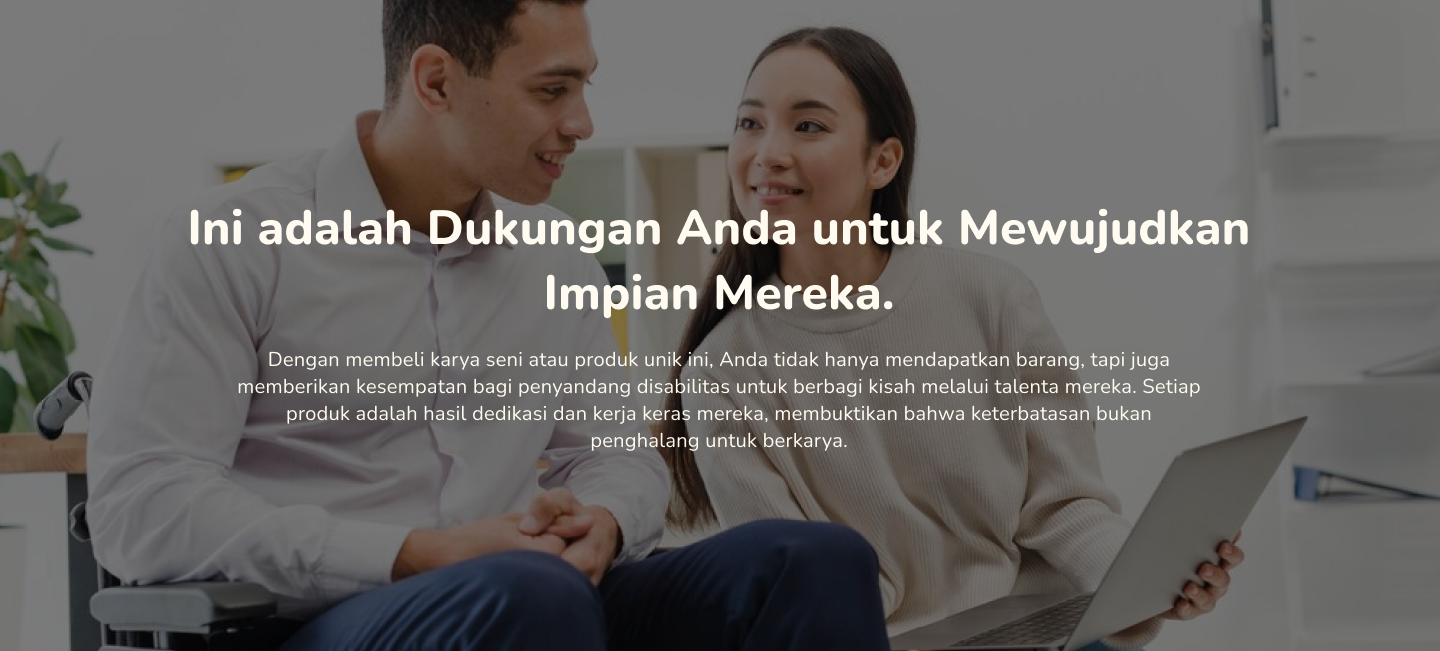 Ini adalah Dukungan Anda untuk Mewujudkan
Impian Mereka.
Dengan membeli karya seni atau produk unik ini, Anda tidak hanya mendapatkan barang, tapi juga
memberikan kesempatan bagi penyandang disabilitas untuk berbagi kisah melalui talenta mereka. Setiap
produk adalah hasil dedikasi dan kerja keras mereka, membuktikan bahwa keterbatasan bukan
penghalang untuk berkarya.